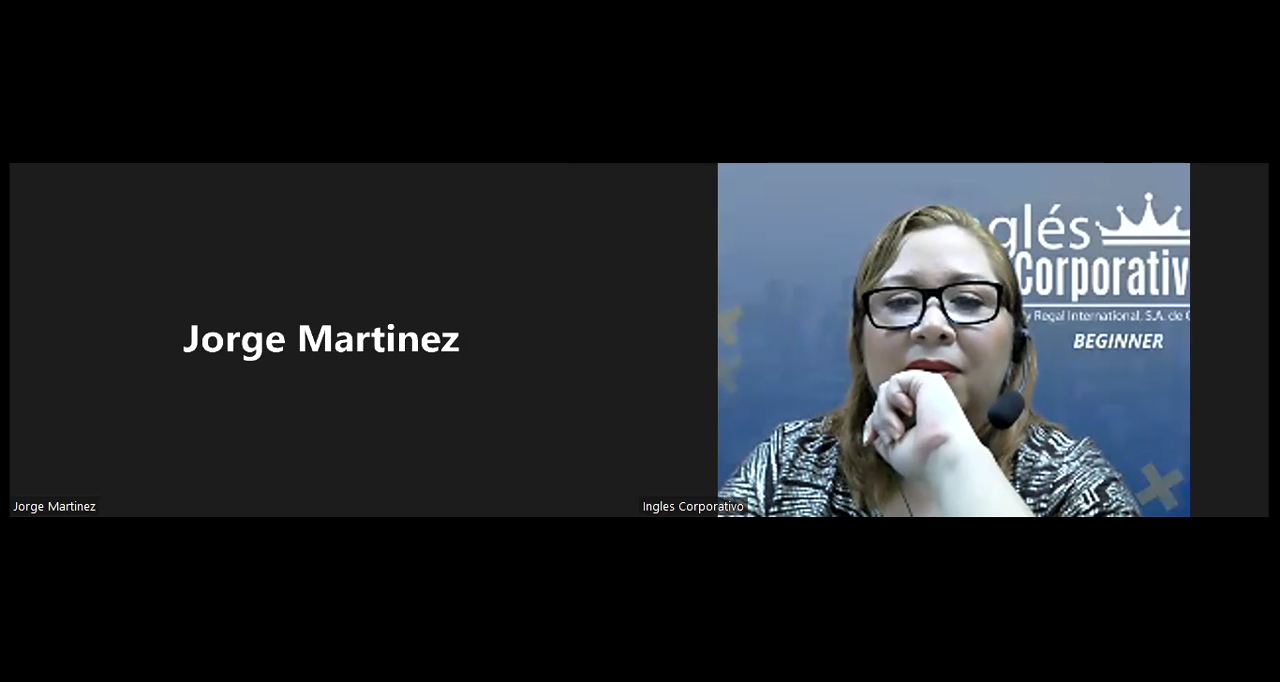 Jorge Martinez
glés
Corporativ
y Regal International, S.A. de C
BEGINNER
Jorge Martinez
Ingles Corporativo